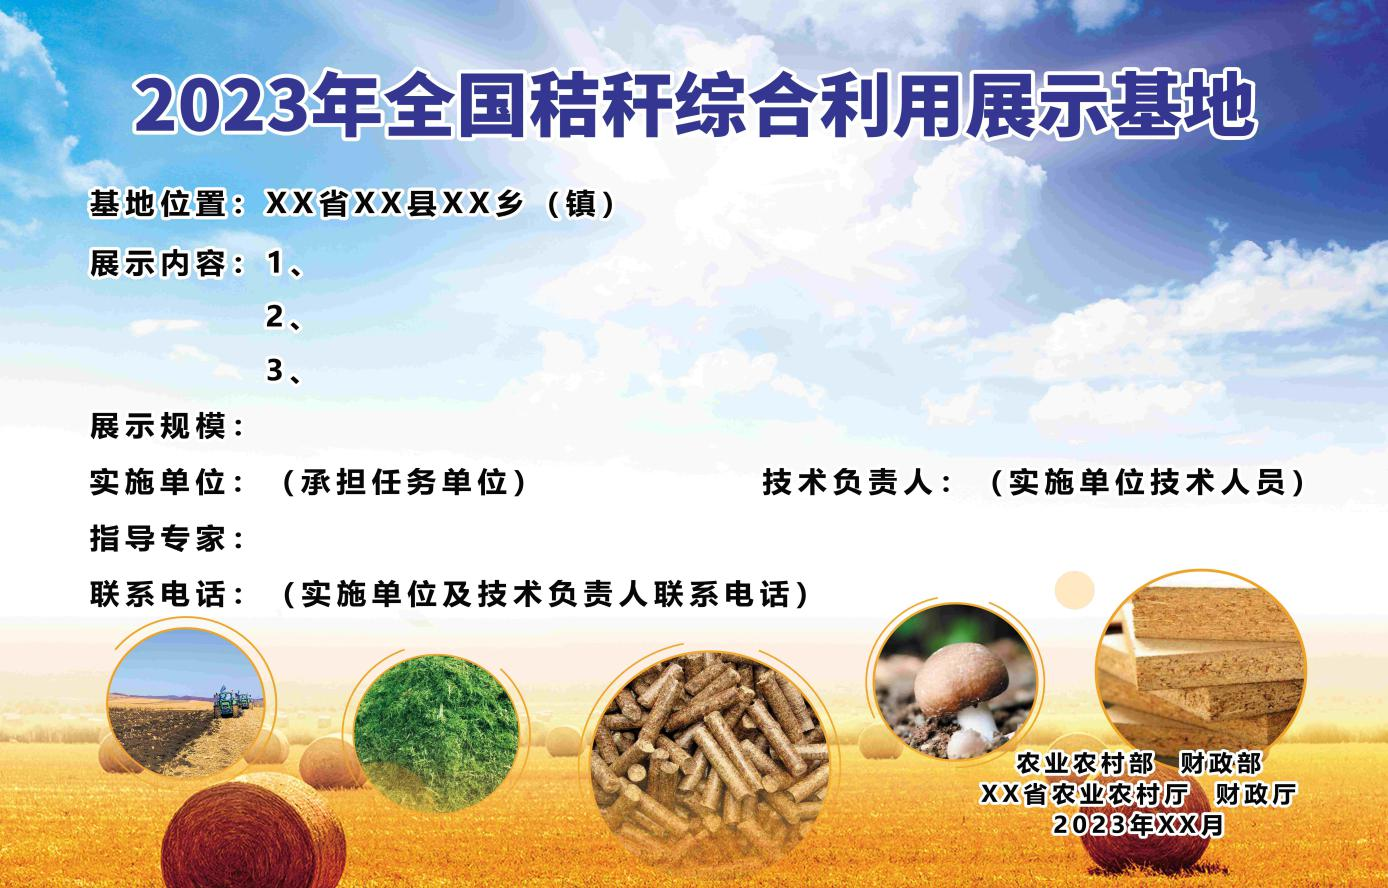 2023年全国秸秆综合利用展示基地
基地位置：XX省XX县XX乡（镇）
展示内容：1、
2、
3、
展示规模：
实施单位：（承担任务单位） 技术负责人：（实施单位技术人员）
指导专家：
联系电话：（实施单位及技术负责人联系电话）
农业农村部 财政部
XX省农业农村厅 财政厅
2023年XX月